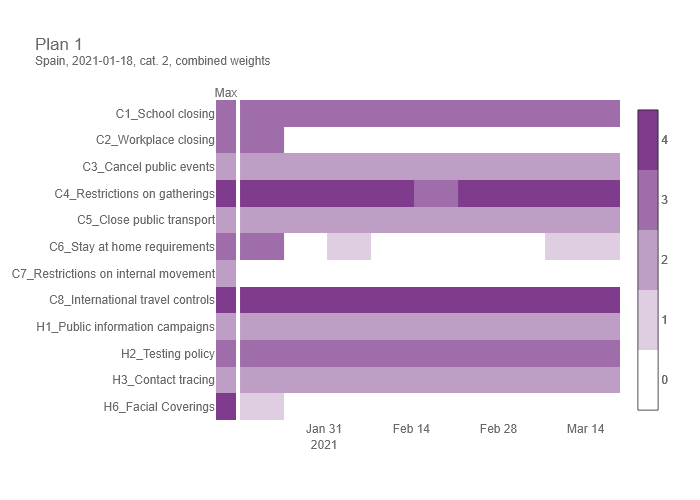 Plan 1
Spain, 2021-01-18, cat. 2, combined weights
Max
C1_School closing
C2_Workplace closing
C3_Cancel public events
C4_Restrictions on gatherings
C5_Close public transport
C6_Stay at home requirements
C7_Restrictions on internal movement
C8_International travel controls
H1_Public information campaigns
H2_Testing policy
H3_Contact tracing
H6_Facial Coverings
Jan 31 Feb 14 Feb 28 Mar 14
2021
4
3
2
1
0